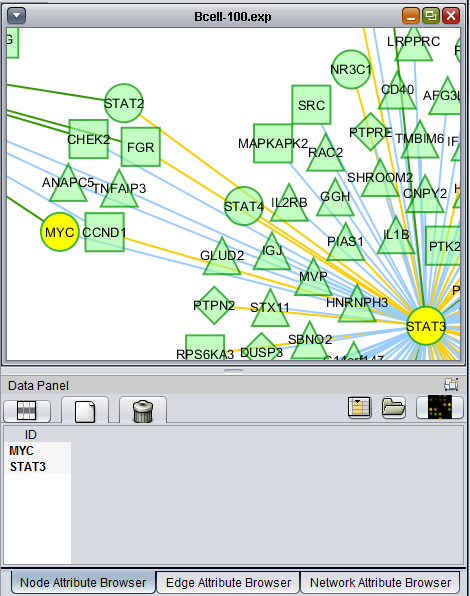 Bcell-100.exp
LRPPRC
G
NR3C1
CD40
AFG3L
STAT2
SRC
PTPRE
TMBIM6
IF
CHEK2
FGR
MAPKAPK2
RAC2
SHROOM2
ANAPC5
TNFAIP3
GGH
CNPY2
H
STAT4
IL2RB
MYC
CCND1
PIAS1
IL1B
PTK2
GLUD2
IGJ
MVP
PTPN2
STX11
HNRNPH3
STAT3
SBNO2
RPS6KA3
DUSP3
C11orf147
Data Panel
ID
MYC
STAT3
Node Attribute Browser
Edge Attribute Browser
Network Attribute Browser